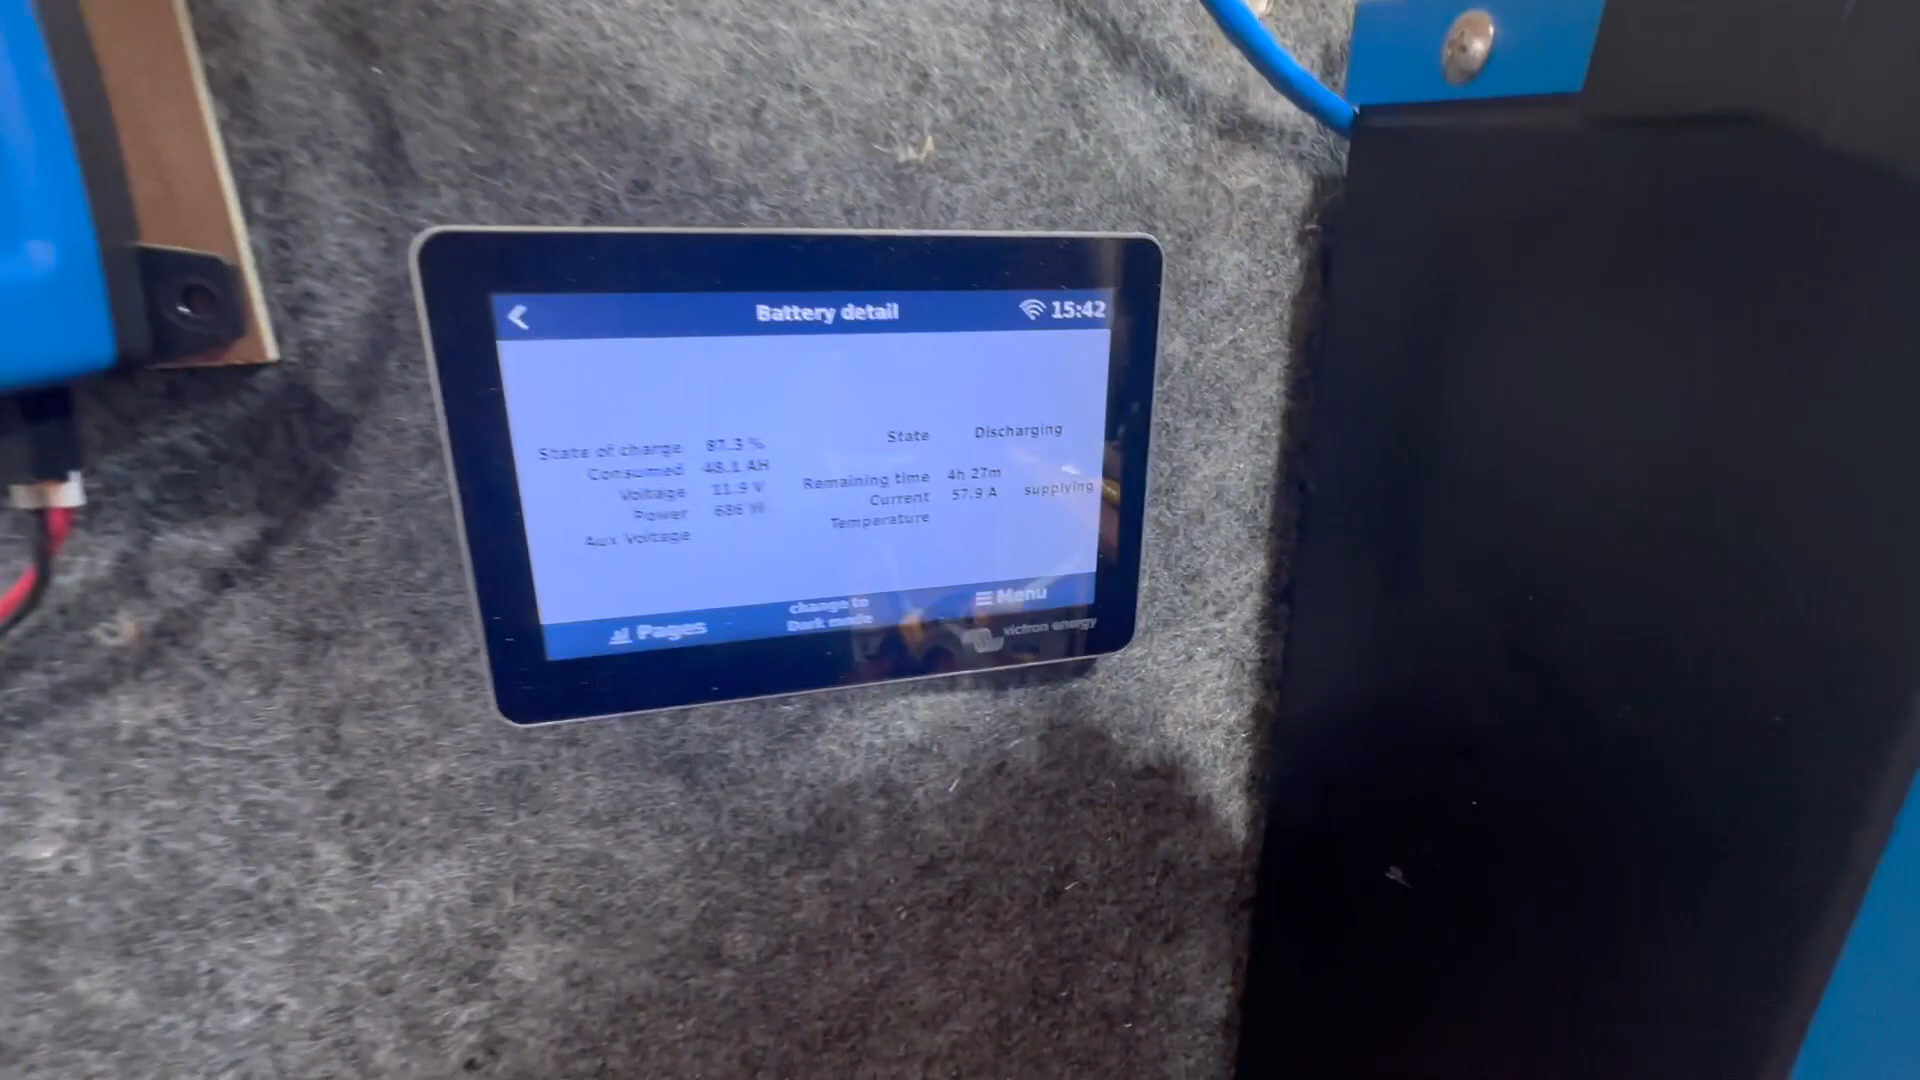 Battery detail
15:42
State of charge 87.3 %
Consumed 48.1 AH
Voltage 11.9 V
Power 686 W
Aux Voltage
State Discharging
Remaining time 4h 27m
Current 57.9 A supplying
Temperature
Pages
change to
Dark mode
Menu
victron energy